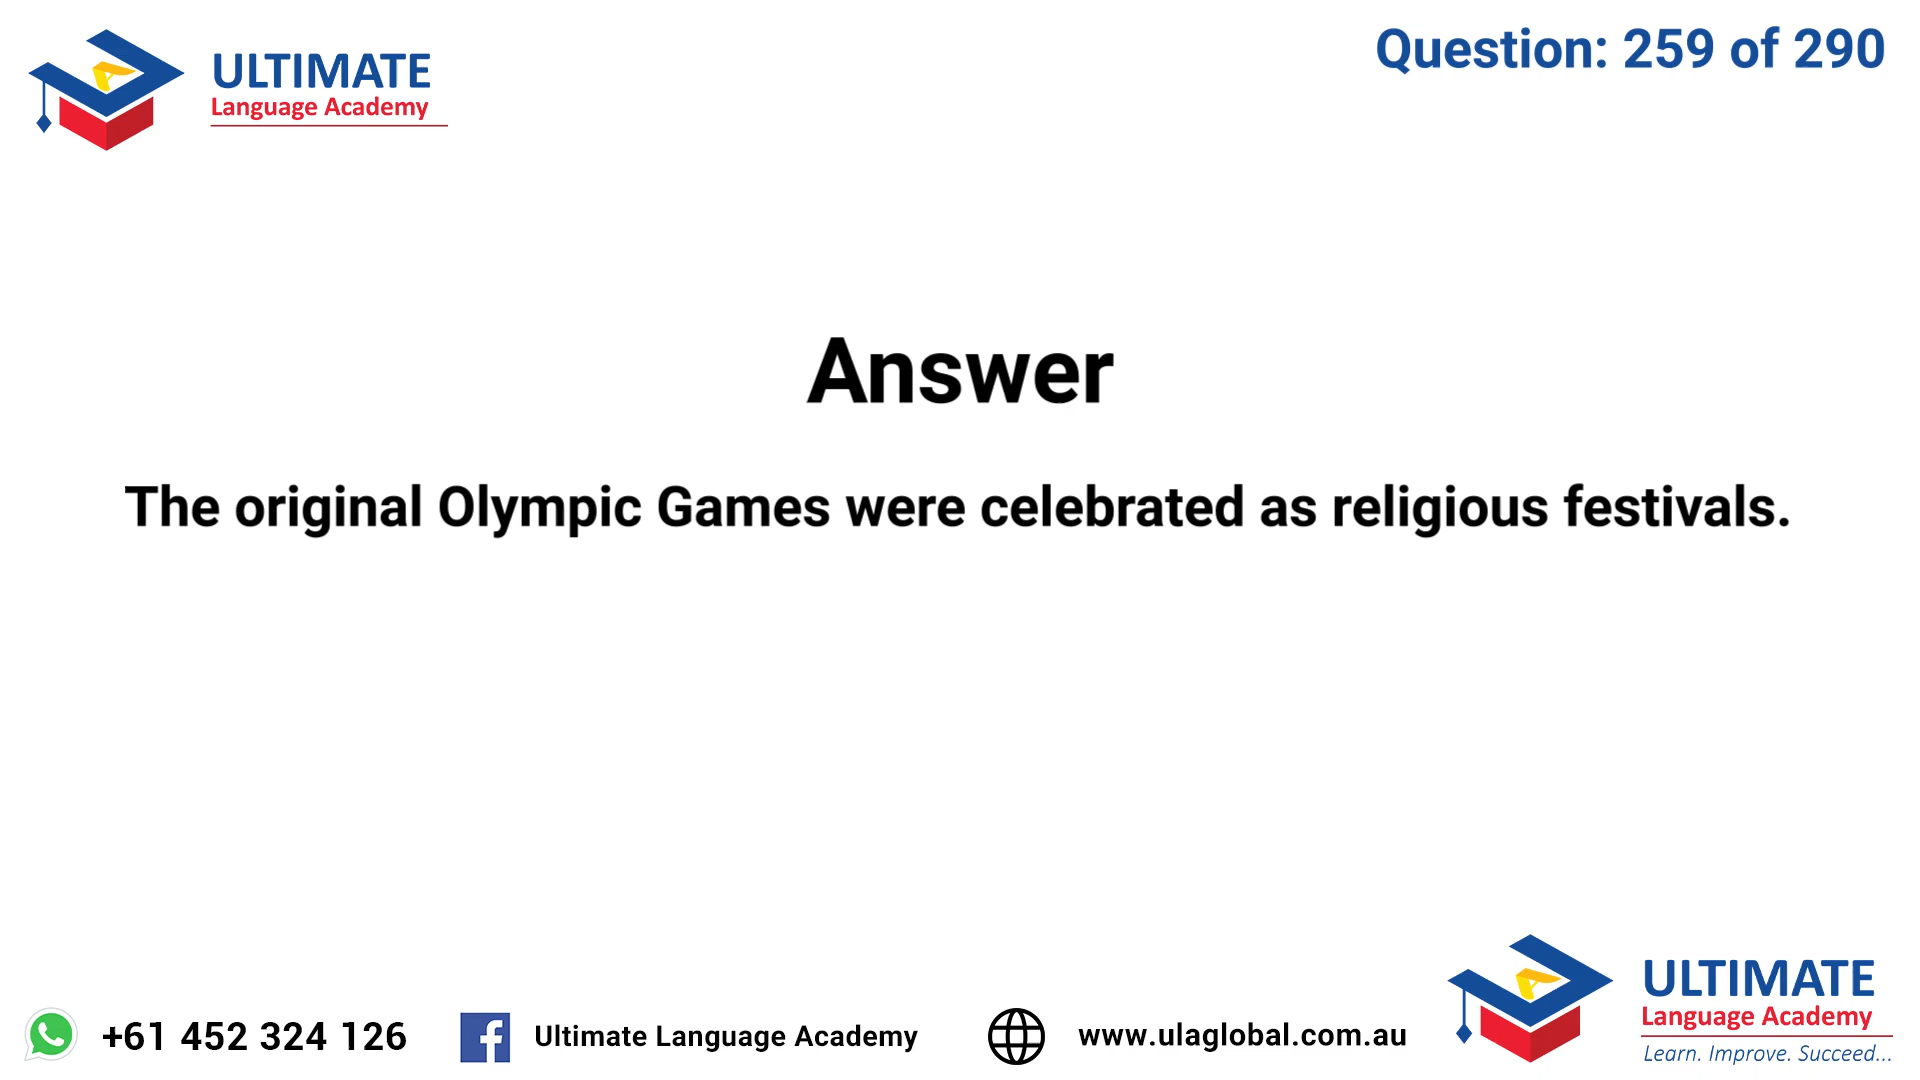 ULTIMATE
Language Academy
Question: 259 of 290
Answer
The original Olympic Games were celebrated as religious festivals.
+61 452 324 126
Ultimate Language Academy
www.ulaglobal.com.au
ULTIMATE
Language Academy
Learn. Improve. Succeed...